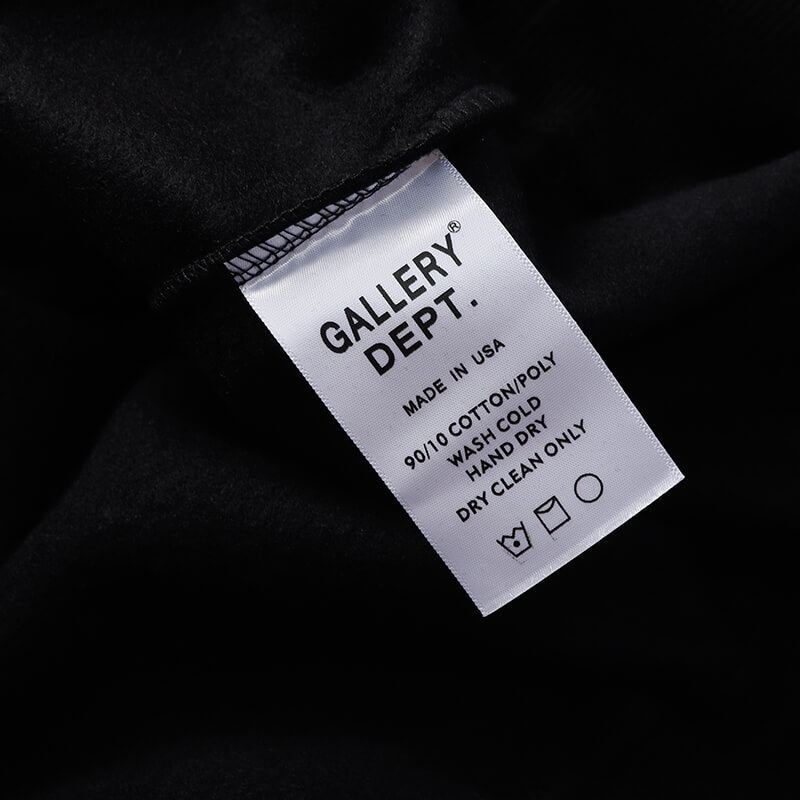 GALLERY®
DEPT.
MADE IN USA
90/10 COTTON/POLY
WASH COLD
HAND DRY
DRY CLEAN ONLY